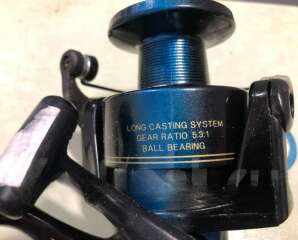 LONG CASTING SYSTEM
GEAR RATIO 5.3:1
BALL BEARING